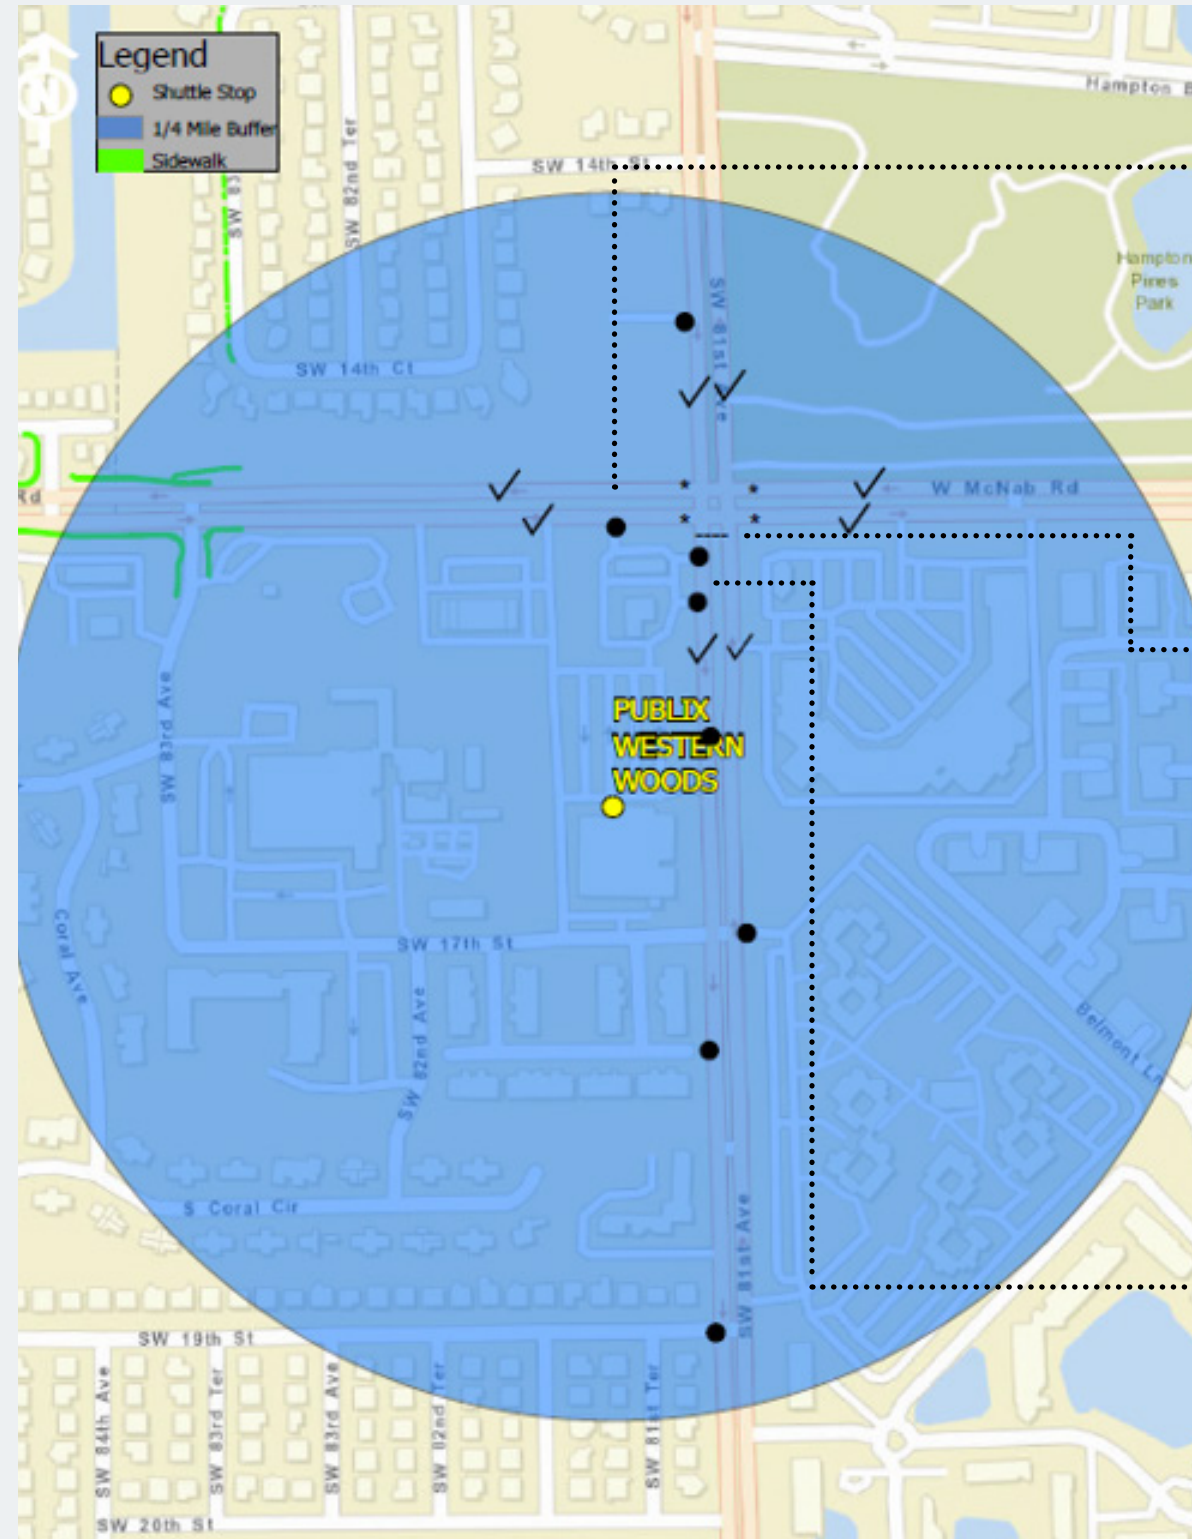 Legend
Shuttle Stop
1/4 Mile Buffer
Sidewalk
N
Hampton B
SW 14th St
SW 83
SW 82nd Ter
Hampton
Pines
Park
SW 81st Ave
SW 14th Ct
Rd
W McNab Rd
PUBLIX
WESTERN
WOODS
SW 83rd Ave
Coral Ave
SW 17th St
SW 82nd Ave
Belmont Ln
S Coral Cir
SW 81st Ave
SW 19th St
SW 84th Ave
SW 83rd Ter
SW 83rd Ave
SW 82nd Ter
SW 81st Ter
SW 20th St